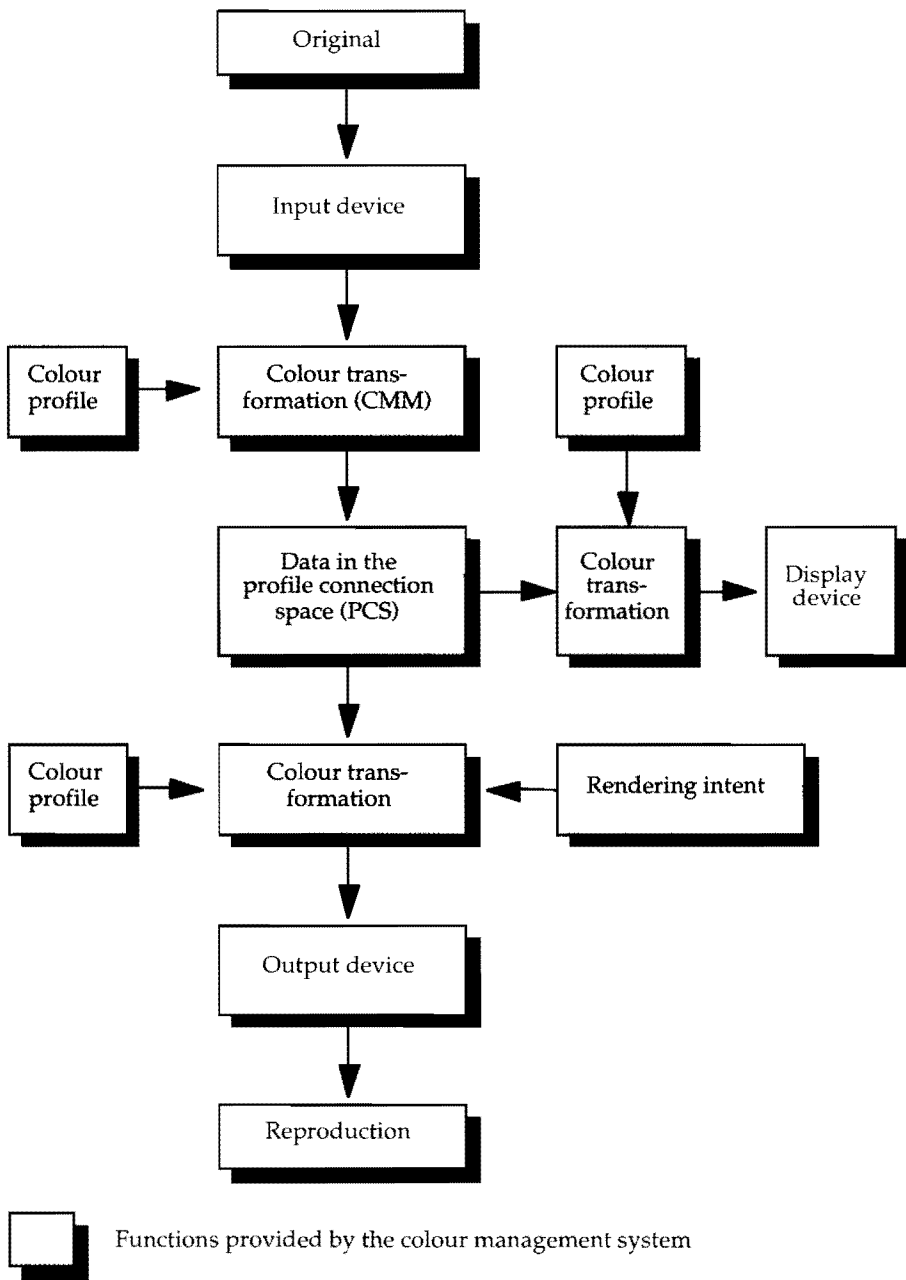 Original
Input device
Colour
profile
Colour trans-
formation (CMM)
Colour
profile
Data in the
profile connection
space (PCS)
Colour
trans-
formation
Display
device
Colour
profile
Colour trans-
formation
Rendering intent
Output device
Reproduction
Functions provided by the colour management system